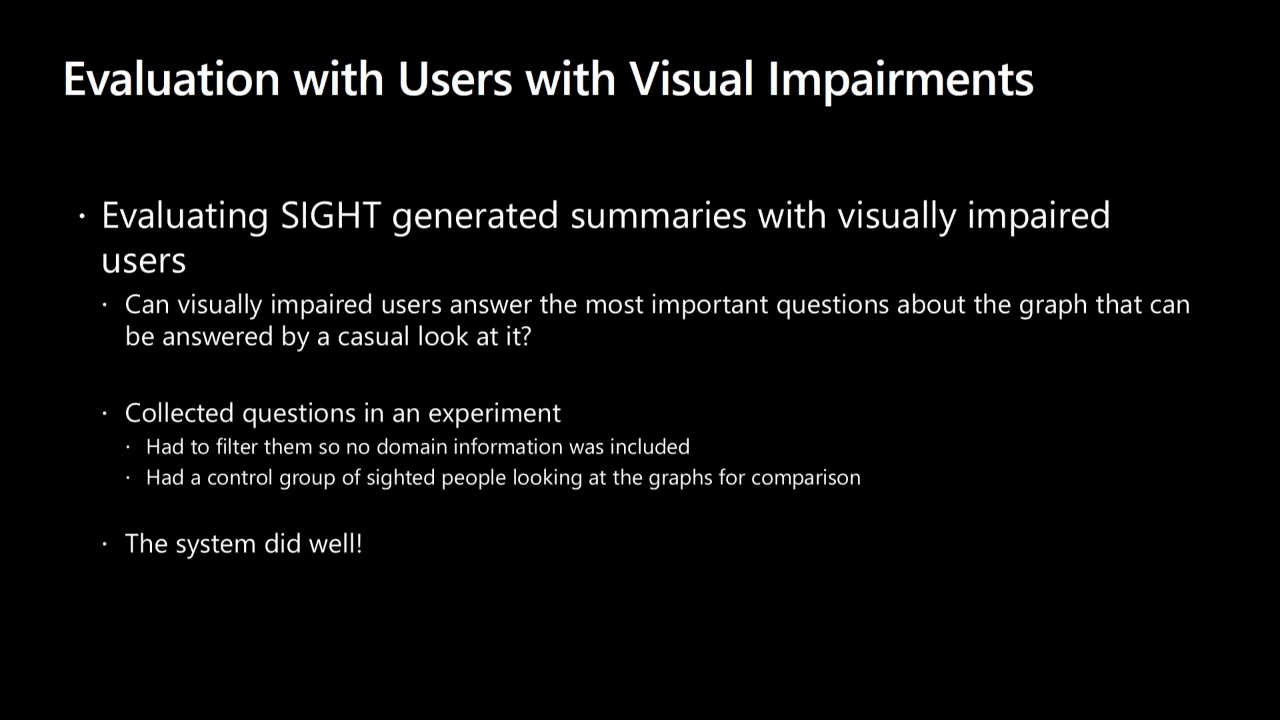 Evaluation with Users with Visual Impairments
· Evaluating SIGHT generated summaries with visually impaired
users
· Can visually impaired users answer the most important questions about the graph that can
be answered by a casual look at it?
· Collected questions in an experiment
· Had to filter them so no domain information was included
· Had a control group of sighted people looking at the graphs for comparison
· The system did well!